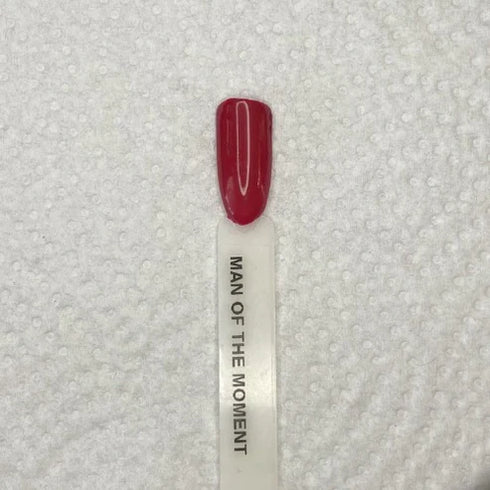 MAN OF THE MOMENT